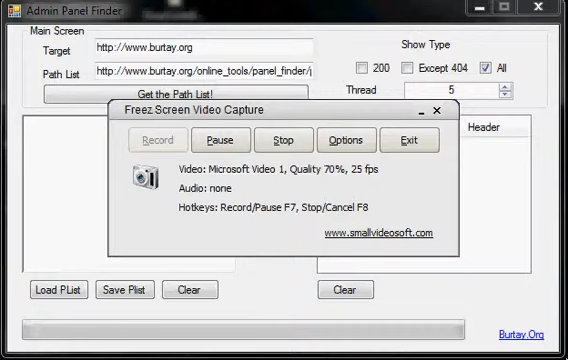 Admin Panel Finder
Main Screen
Target
http://www.burtay.org
Show Type
200
Except 404
All
Path List
http://www.burtay.org/online_tools/panel_finder/
Thread
5
Get the Path List!
Freez Screen Video Capture
Header
Record
Pause
Stop
Options
Exit
Video: Microsoft Video 1, Quality 70%, 25 fps
Audio: none
Hotkeys: Record/Pause F7, Stop/Cancel F8
www.smallvideosoft.com
Load PList
Save Plist
Clear
Clear
Burtay.Org